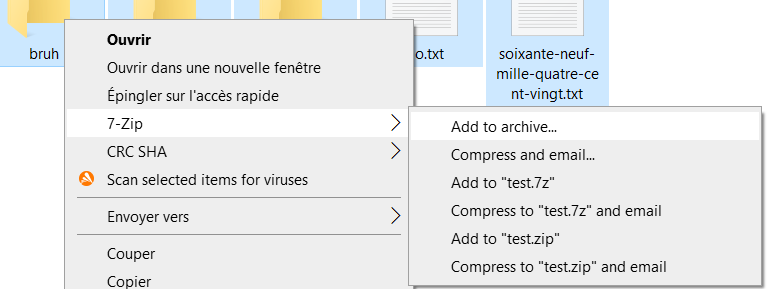 bruh
o.txt
soixante-neuf-
mille-quatre-ce
nt-vingt.txt
Ouvrir
Ouvrir dans une nouvelle fenêtre
Épingler sur l'accès rapide
7-Zip
CRC SHA
Scan selected items for viruses
Envoyer vers
Couper
Copier
Add to archive...
Compress and email...
Add to "test.7z"
Compress to "test.7z" and email
Add to "test.zip"
Compress to "test.zip" and email